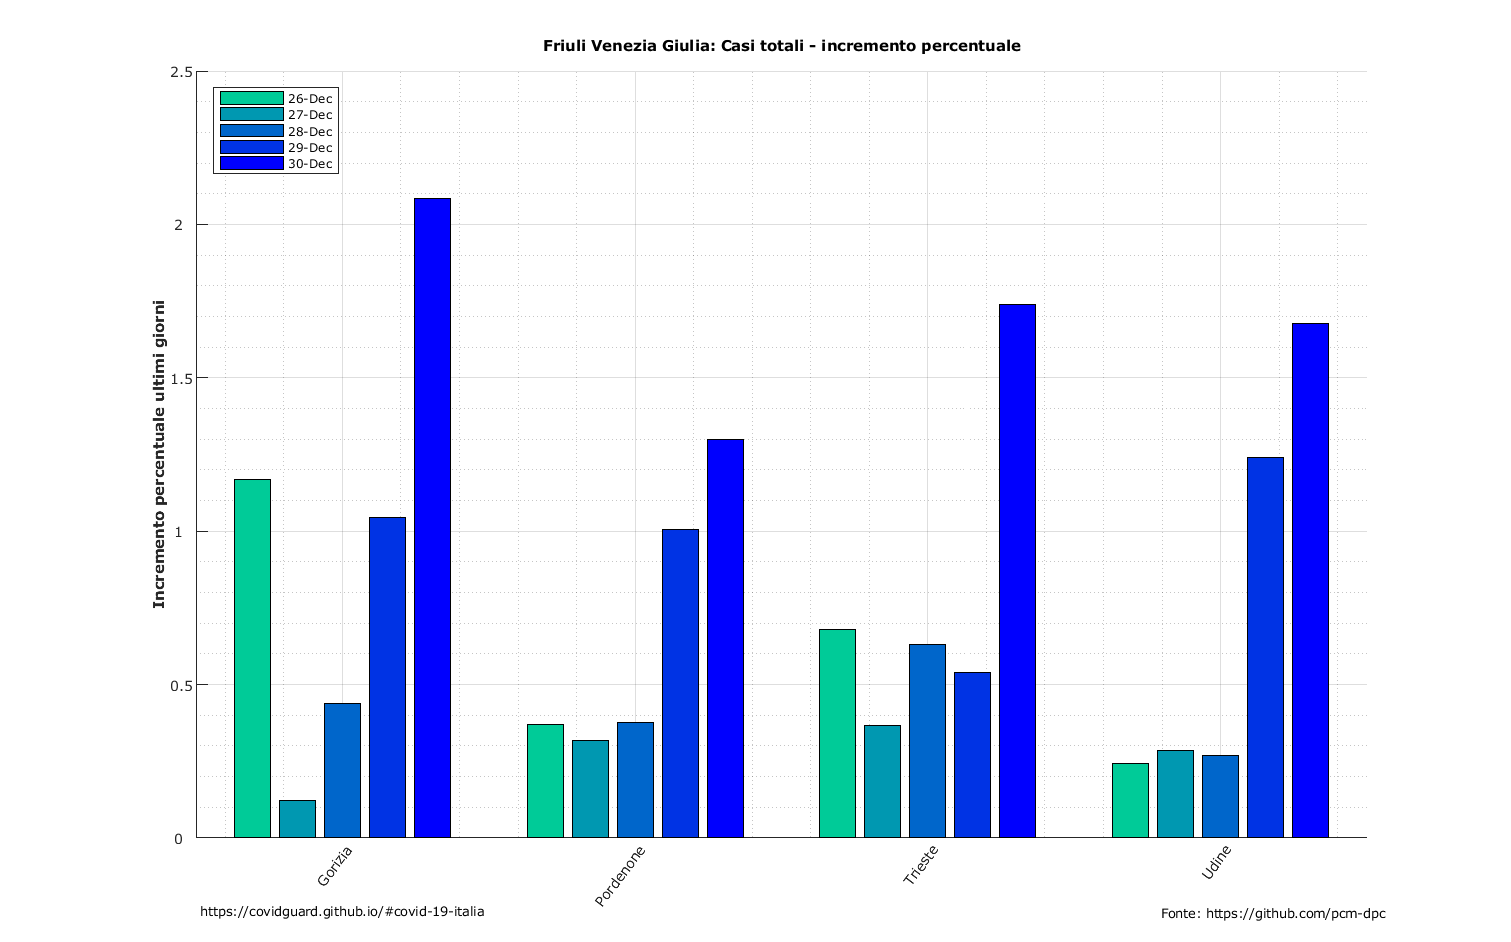 Friuli Venezia Giulia: Casi totali - incremento percentuale
2.5
2
1.5
1
0.5
0
26-Dec
27-Dec
28-Dec
29-Dec
30-Dec
Incremento percentuale ultimi giorni
Gorizia
Pordenone
Trieste
Udine
https://covidguard.github.io/#covid-19-italia
Fonte: https://github.com/pcm-dpc